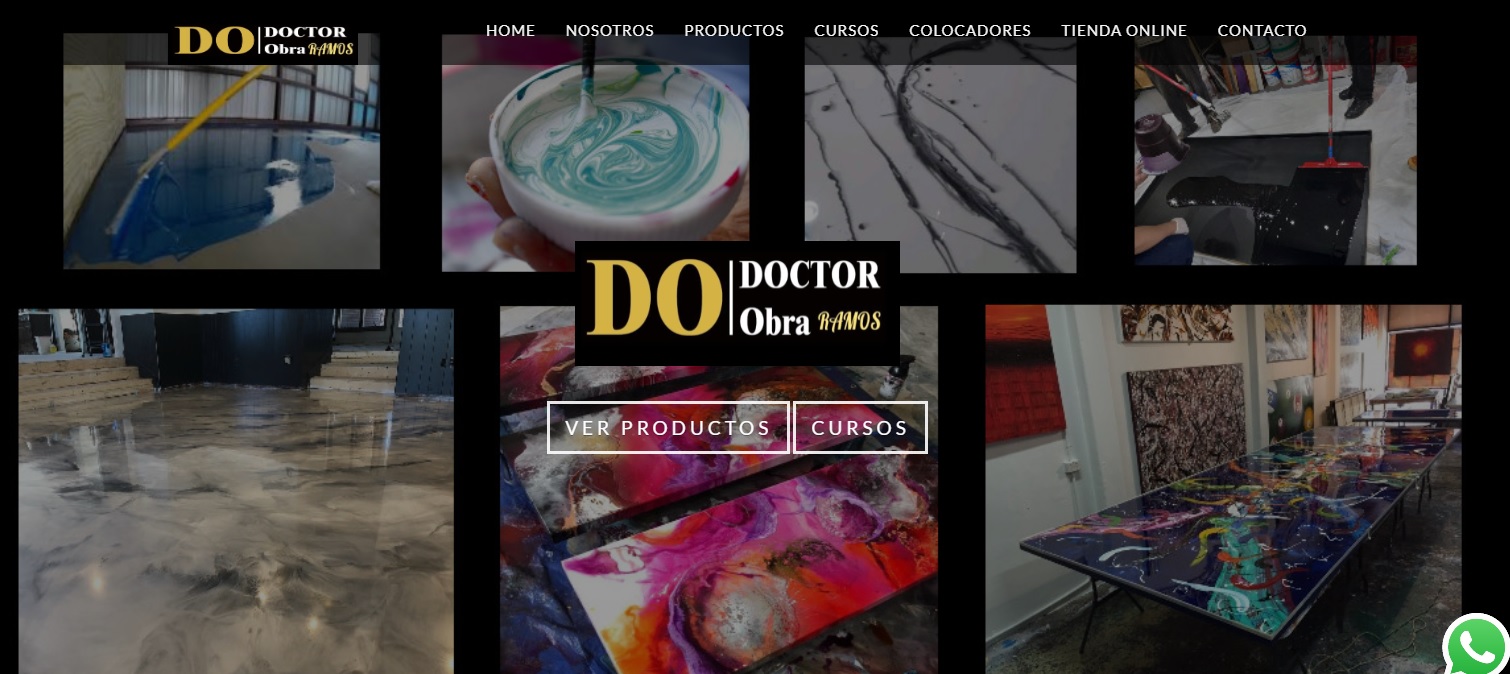 DO DOCTOR
Obra RAMOS
HOME NOSOTROS PRODUCTOS CURSOS COLOCADORES TIENDA ONLINE CONTACTO
DO DOCTOR
Obra RAMOS
VER PRODUCTOS CURSOS